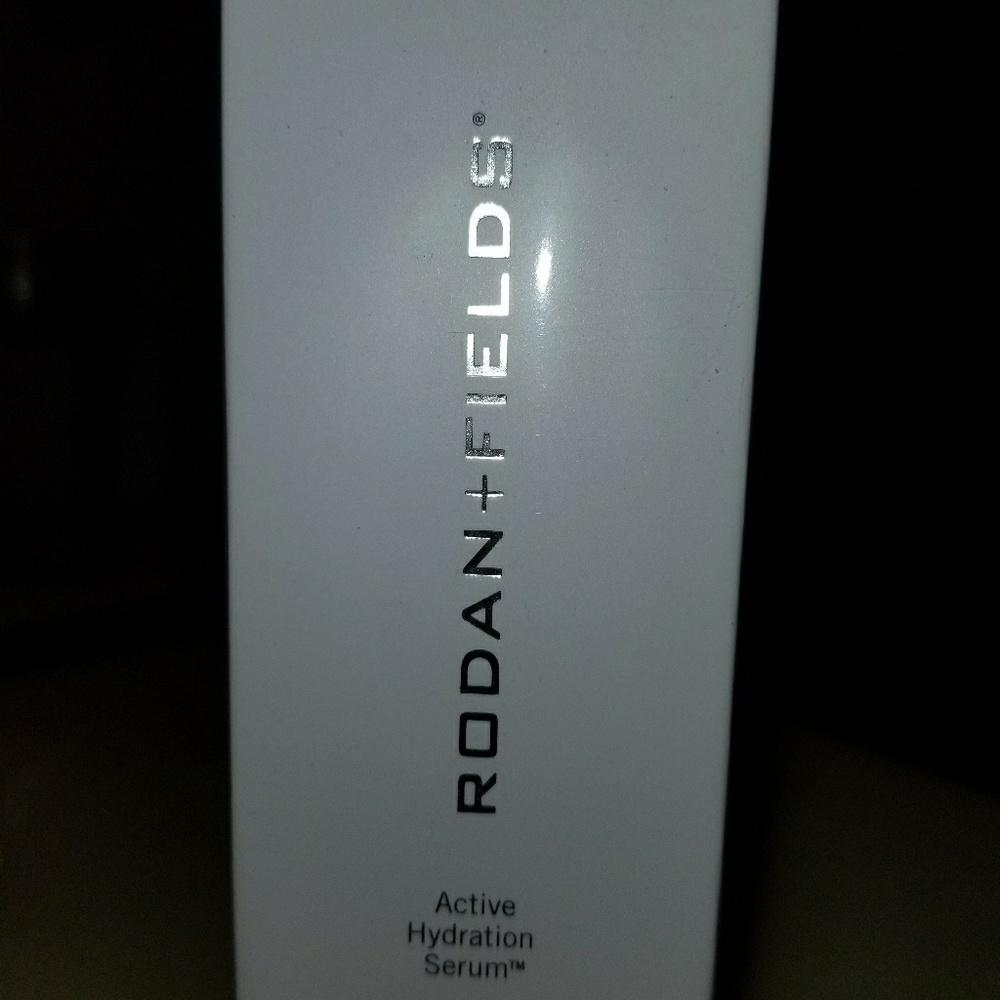 RODAN+FIELDS®
Active
Hydration
Serum™